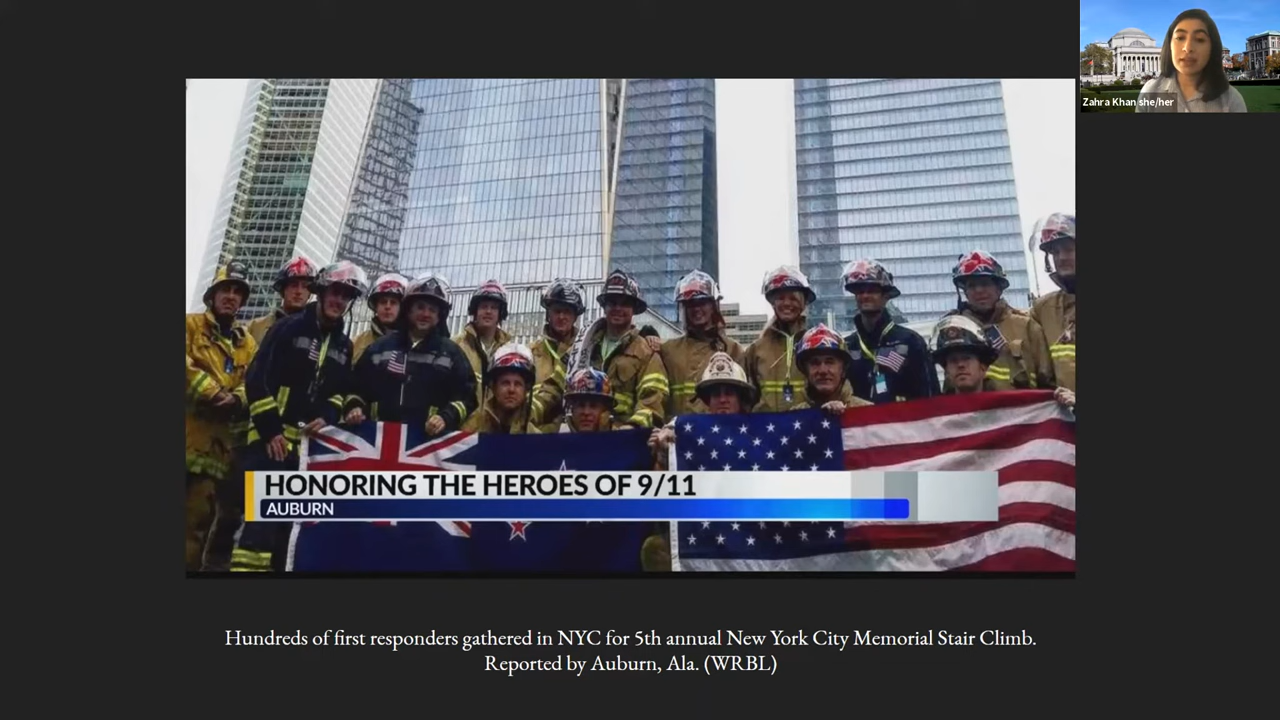 Zahra Khan she/her
HONORING THE HEROES OF 9/11
AUBURN
Hundreds of first responders gathered in NYC for 5th annual New York City Memorial Stair Climb.
Reported by Auburn, Ala. (WRBL)